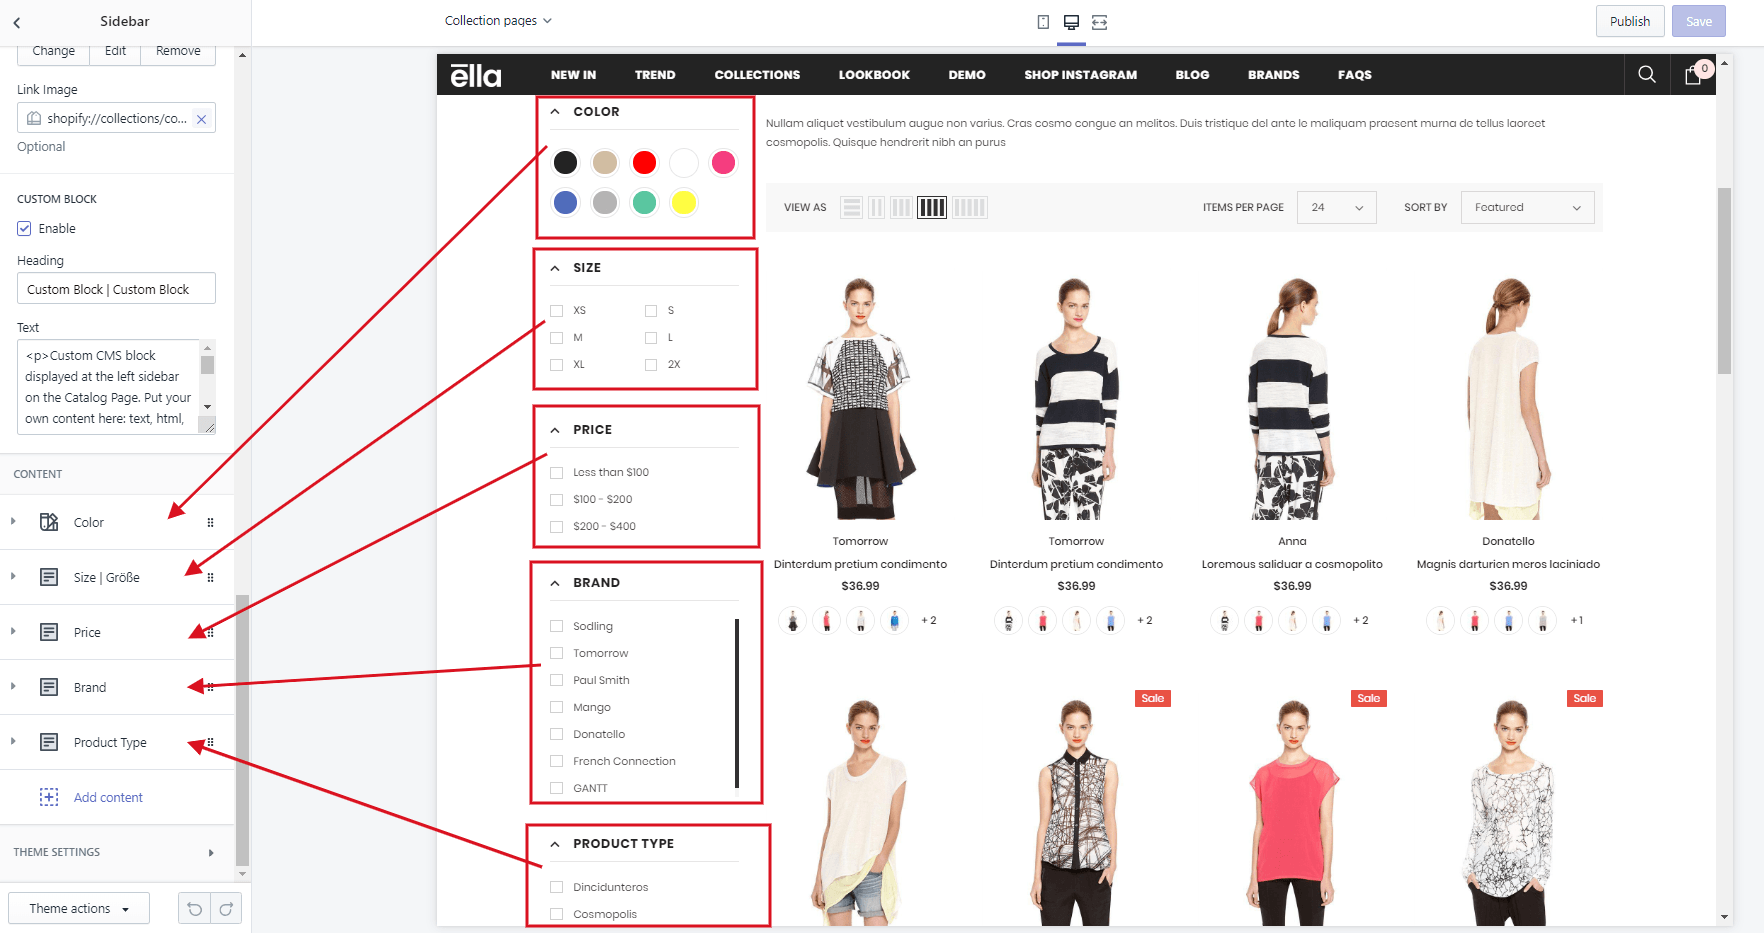 Sidebar
Collection pages
Publish
Save
Change
Edit
Remove
Link Image
shopify://collections/co...
Optional
CUSTOM BLOCK
Enable
Heading
Custom Block | Custom Block
Text
<p>Custom CMS block
displayed at the left sidebar
on the Catalog Page. Put your
own content here: text, html,
CONTENT
Color
Size | Größe
Price
Brand
Product Type
Add content
THEME SETTINGS
Theme actions
ēlla
NEW IN
TREND
COLLECTIONS
LOOKBOOK
DEMO
SHOP INSTAGRAM
BLOG
BRANDS
FAQS
0
COLOR
SIZE
XS
S
M
L
XL
2X
PRICE
Less than $100
$100 - $200
$200 - $400
BRAND
Sodling
Tomorrow
Paul Smith
Mango
Donatello
French Connection
GANTT
PRODUCT TYPE
Dincidunteros
Cosmopolis
Nullam aliquet vestibulum augue non varius. Cras cosmo congue an melitos. Duis tristique del ante le maliquam praesent murna de tellus laoreet
cosmopolis. Quisque hendrerit nibh an purus
VIEW AS
ITEMS PER PAGE
24
SORT BY
Featured
Tomorrow
Dinterdum pretium condimento
$36.99
+ 2
Tomorrow
Dinterdum pretium condimento
$36.99
+ 2
Anna
Loremous saliduar a cosmopolito
$36.99
+ 2
Donatello
Magnis darturien meros laciniado
$36.99
+ 1
Sale
Sale
Sale